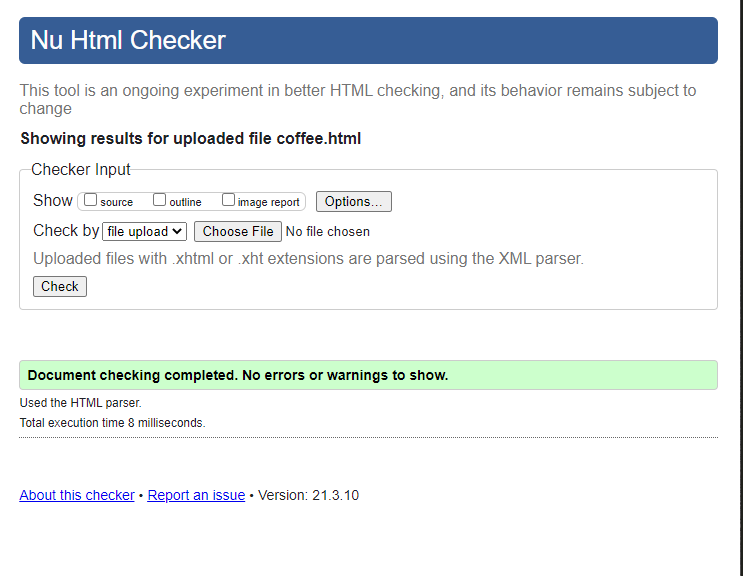 Nu Html Checker
This tool is an ongoing experiment in better HTML checking, and its behavior remains subject to
change
Showing results for uploaded file coffee.html
Checker Input
Show source outline image report Options...
Check by file upload Choose File No file chosen
Uploaded files with .xhtml or .xht extensions are parsed using the XML parser.
Check
Document checking completed. No errors or warnings to show.
Used the HTML parser.
Total execution time 8 milliseconds.
About this checker • Report an issue • Version: 21.3.10